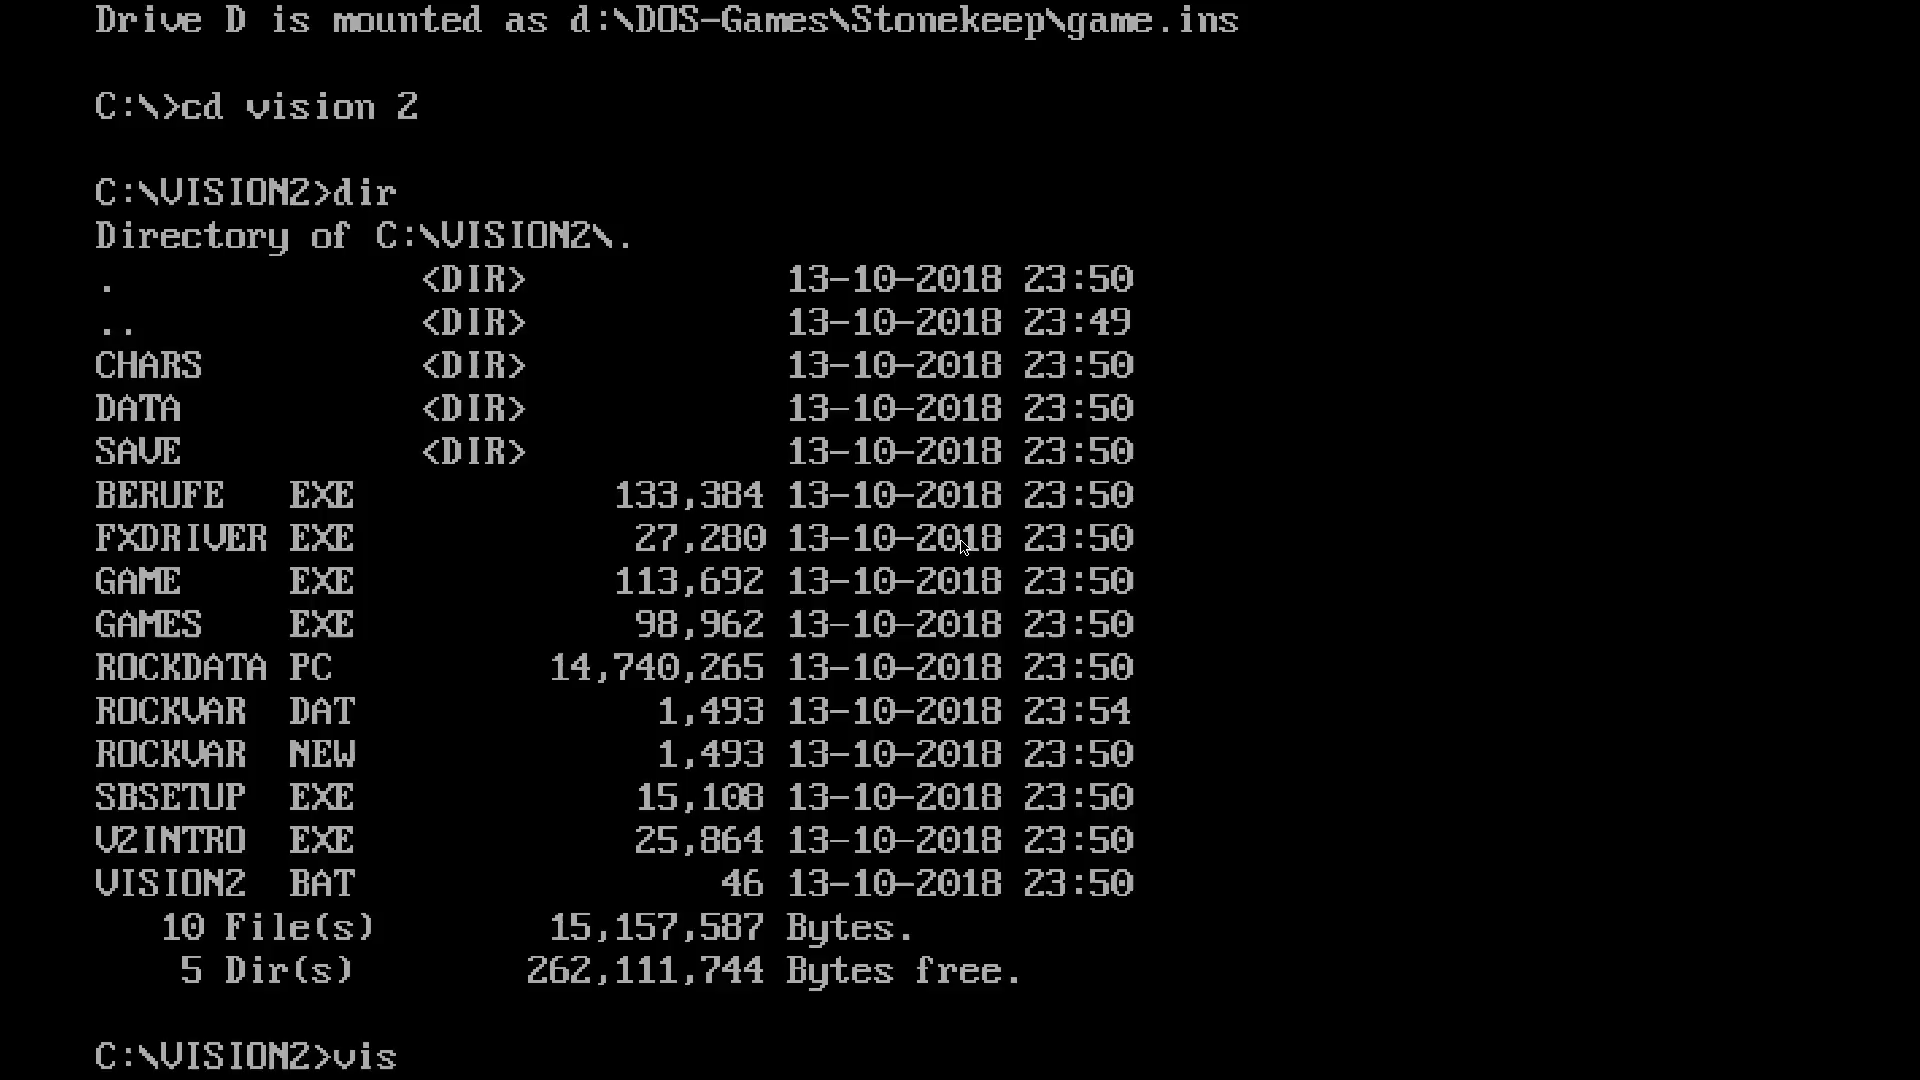 Drive D is mounted as d:\DOS-Games\Stonekeep\game.ins
C:\>cd vision 2
C:\VISION2>dir
Directory of C:\VISION2\.
. <DIR> 13-10-2018 23:50
.. <DIR> 13-10-2018 23:49
CHARS <DIR> 13-10-2018 23:50
DATA <DIR> 13-10-2018 23:50
SAVE <DIR> 13-10-2018 23:50
BERUFE EXE 133,384 13-10-2018 23:50
FXDRIVER EXE 27,280 13-10-2018 23:50
GAME EXE 113,692 13-10-2018 23:50
GAMES EXE 98,962 13-10-2018 23:50
ROCKDATA PC 14,740,265 13-10-2018 23:50
ROCKVAR DAT 1,493 13-10-2018 23:54
ROCKVAR NEW 1,493 13-10-2018 23:50
SBSETUP EXE 15,108 13-10-2018 23:50
V2INTRO EXE 25,864 13-10-2018 23:50
VISION2 BAT 46 13-10-2018 23:50
10 File(s) 15,157,587 Bytes.
5 Dir(s) 262,111,744 Bytes free.
C:\VISION2>vis